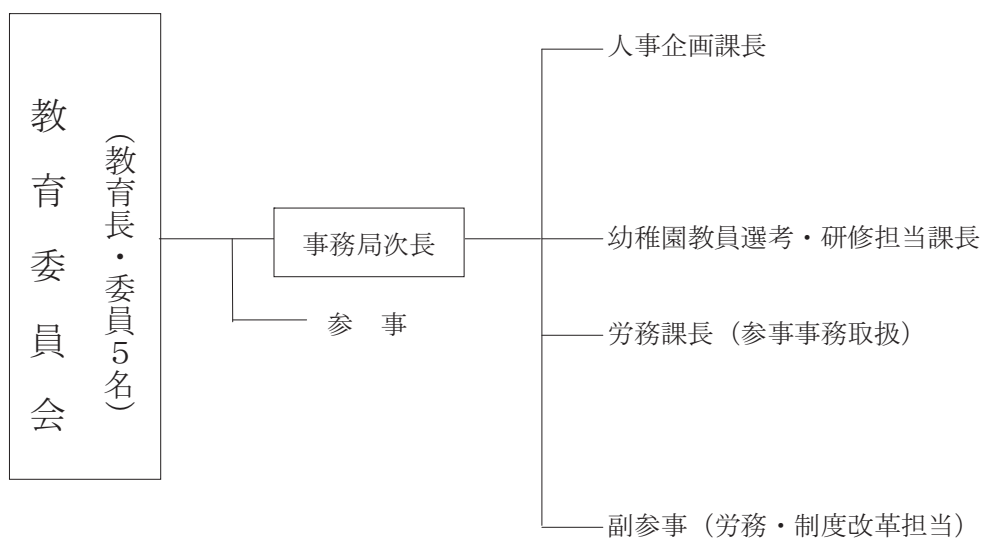 教育委員会
（教育長・委員５名）
事務局次長
参　事
人事企画課長
幼稚園教員選考・研修担当課長
労務課長（参事事務取扱）
副参事（労務・制度改革担当）